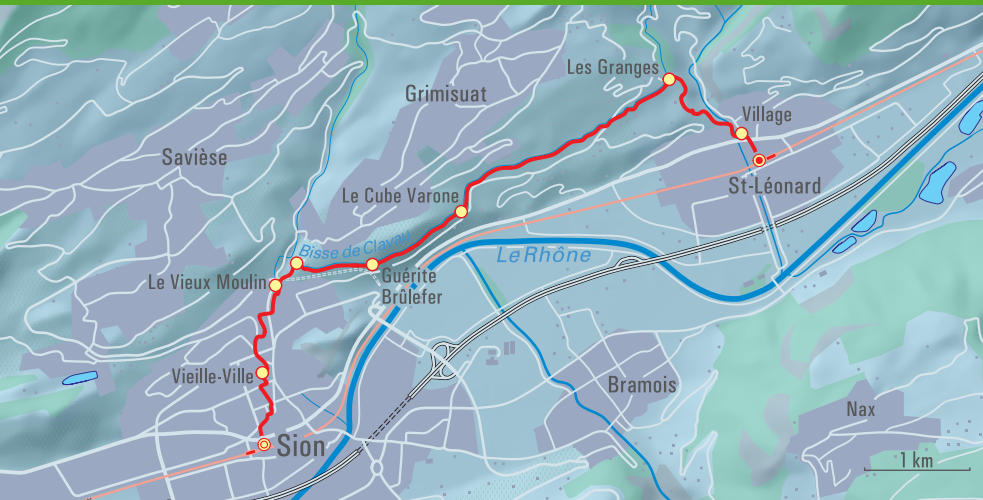 Les Granges
Grimisuat
Village
Savièse
St-Léonard
Le Cube Varone
Bisse de Clavau
Le Rhône
Le Vieux Moulin
Guérite
Brûlefer
Vieille-Ville
Bramois
Nax
Sion
1 km